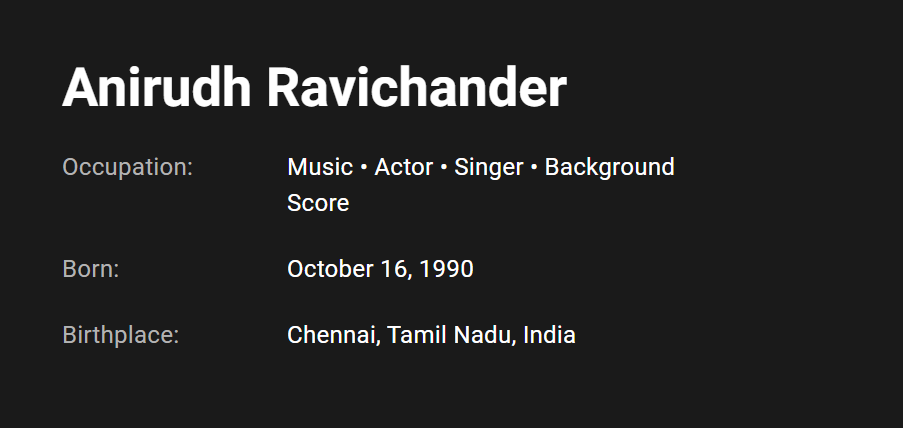 Anirudh Ravichander
Occupation: Music • Actor • Singer • Background
Score
Born: October 16, 1990
Birthplace: Chennai, Tamil Nadu, India